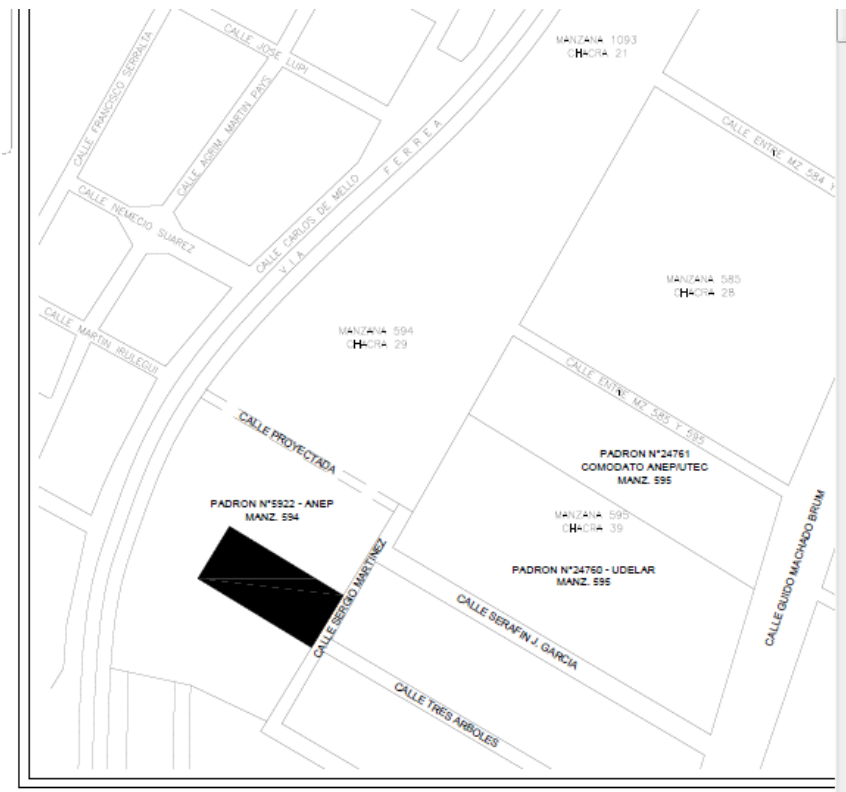 MANZANA 1093
CHACRA 21
CALLE JOSE LUPI
CALLE FRANCISCO SERRALTA
CALLE AGRIM. MARTIN PAYS
CALLE ENTRE MZ 584 Y
CALLE NEMECIO SUAREZ
CALLE CARLOS DE MELLO
VIA FERREA
MANZANA 585
CHACRA 28
MANZANA 594
CHACRA 29
CALLE MARTIN IRULEGUI
CALLE ENTRE MZ 585 Y 595
CALLE PROYECTADA
PADRON N°24761
COMODATO ANEP/UTEC
MANZ. 595
PADRON N°5922 - ANEP
MANZ. 594
MANZANA 595
CHACRA 39
CALLE GUIDO MACHADO BRUM
PADRON N°24760 - UDELAR
MANZ. 595
CALLE SERGIO MARTINEZ
CALLE SERAFIN J. GARCIA
CALLE TRES ARBOLES